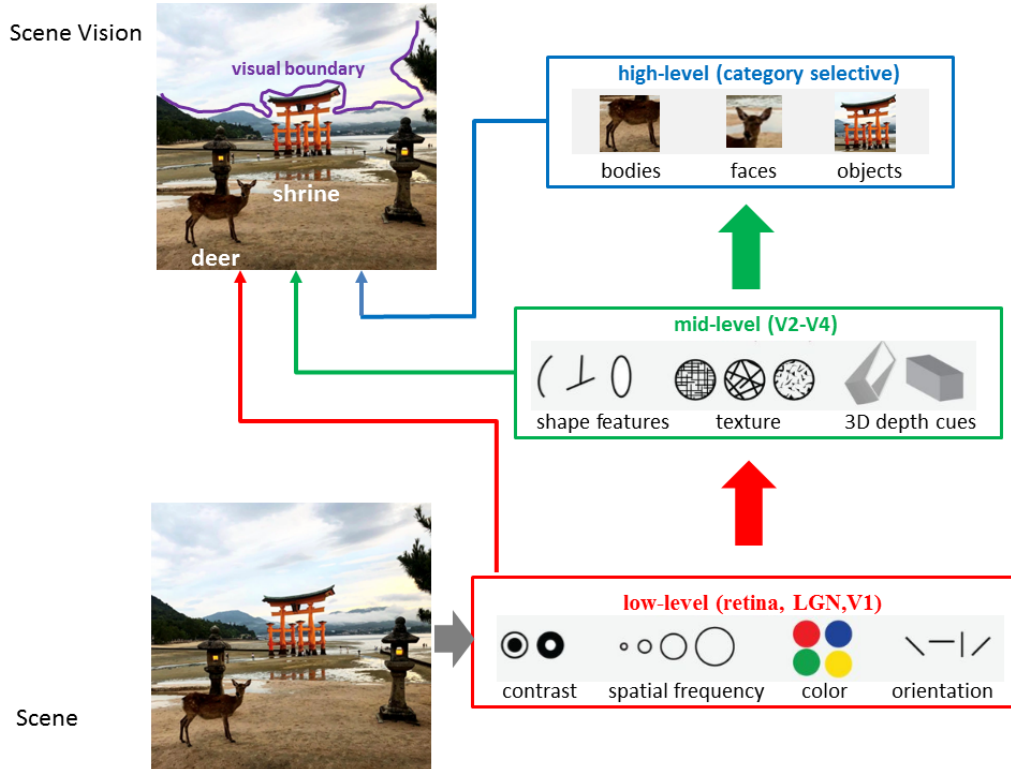 Scene Vision
visual boundary
shrine
deer
high-level (category selective)
bodies faces objects
mid-level (V2-V4)
shape features texture 3D depth cues
low-level (retina, LGN,V1)
contrast spatial frequency color orientation
Scene